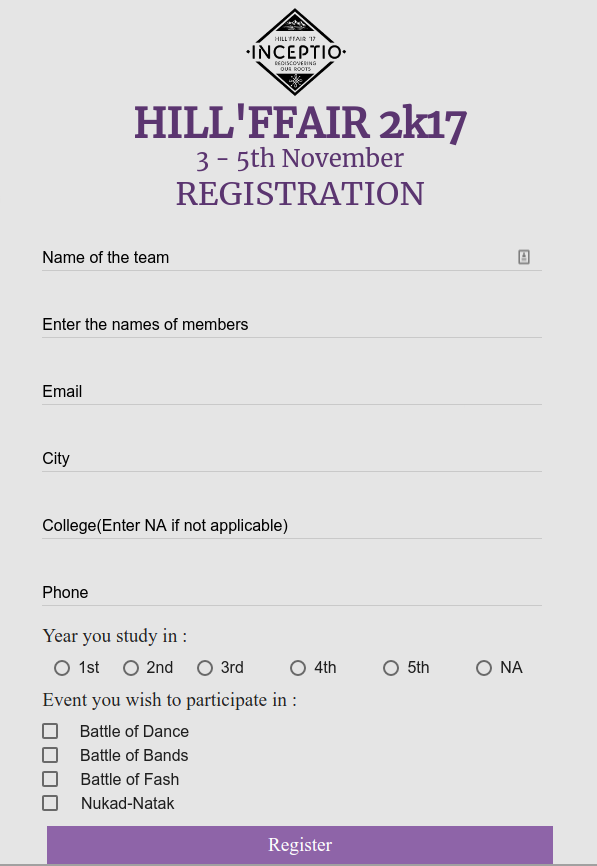 HILL'FFAIR '17
INCEPTIO
REDISCOVERING
OUR ROOTS
HILL'FFAIR 2k17
3 - 5th November
REGISTRATION
Name of the team
Enter the names of members
Email
City
College(Enter NA if not applicable)
Phone
Year you study in :
1st 2nd 3rd 4th 5th NA
Event you wish to participate in :
Battle of Dance
Battle of Bands
Battle of Fash
Nukad-Natak
Register